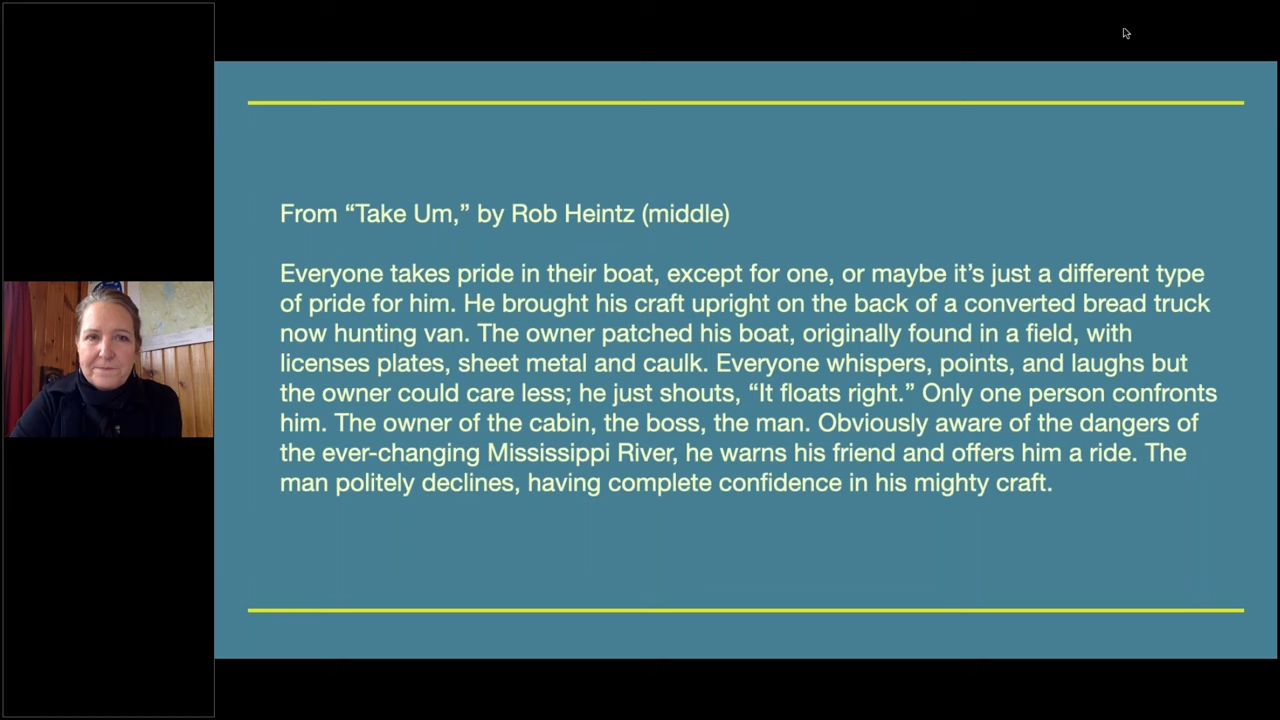 From “Take Um,” by Rob Heintz (middle)
Everyone takes pride in their boat, except for one, or maybe it’s just a different type
of pride for him. He brought his craft upright on the back of a converted bread truck
now hunting van. The owner patched his boat, originally found in a field, with
licenses plates, sheet metal and caulk. Everyone whispers, points, and laughs but
the owner could care less; he just shouts, “It floats right.” Only one person confronts
him. The owner of the cabin, the boss, the man. Obviously aware of the dangers of
the ever-changing Mississippi River, he warns his friend and offers him a ride. The
man politely declines, having complete confidence in his mighty craft.